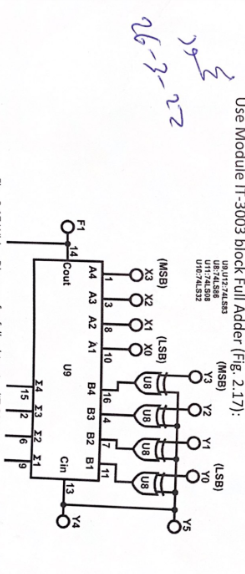 Use Module IT-3003 block Full Adder (Fig. 2.17):
26-3-22
U9,U12:74LS83
U8:74LS86
U11:74LS08
U10:74LS32
(MSB) (LSB) (MSB) (LSB)
X3 X2 X1 X0 Y3 Y2 Y1 Y0 Y5
U8 U8 U8 U8
F1 14 1 3 8 10 16 4 7 11
Cout A4 A3 A2 A1 B4 B3 B2 B1
U9 Cin 13 Y4
Σ4 Σ3 Σ2 Σ1
15 2 6 9